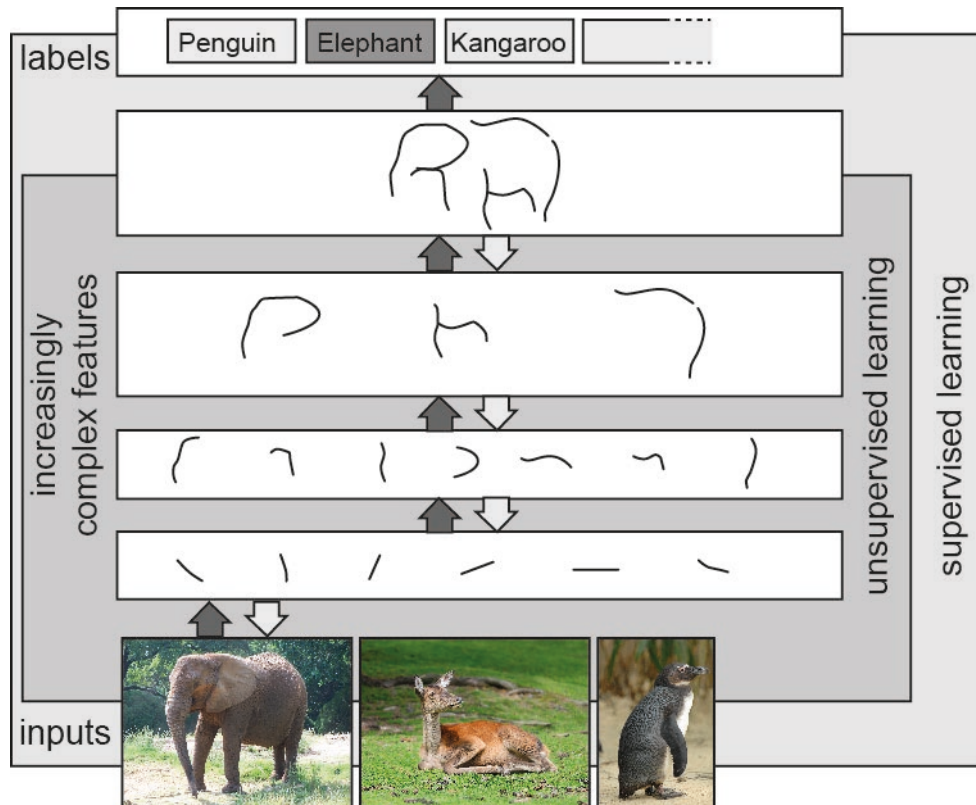 labels
Penguin
Elephant
Kangaroo
increasingly
complex features
unsupervised learning
supervised learning
inputs